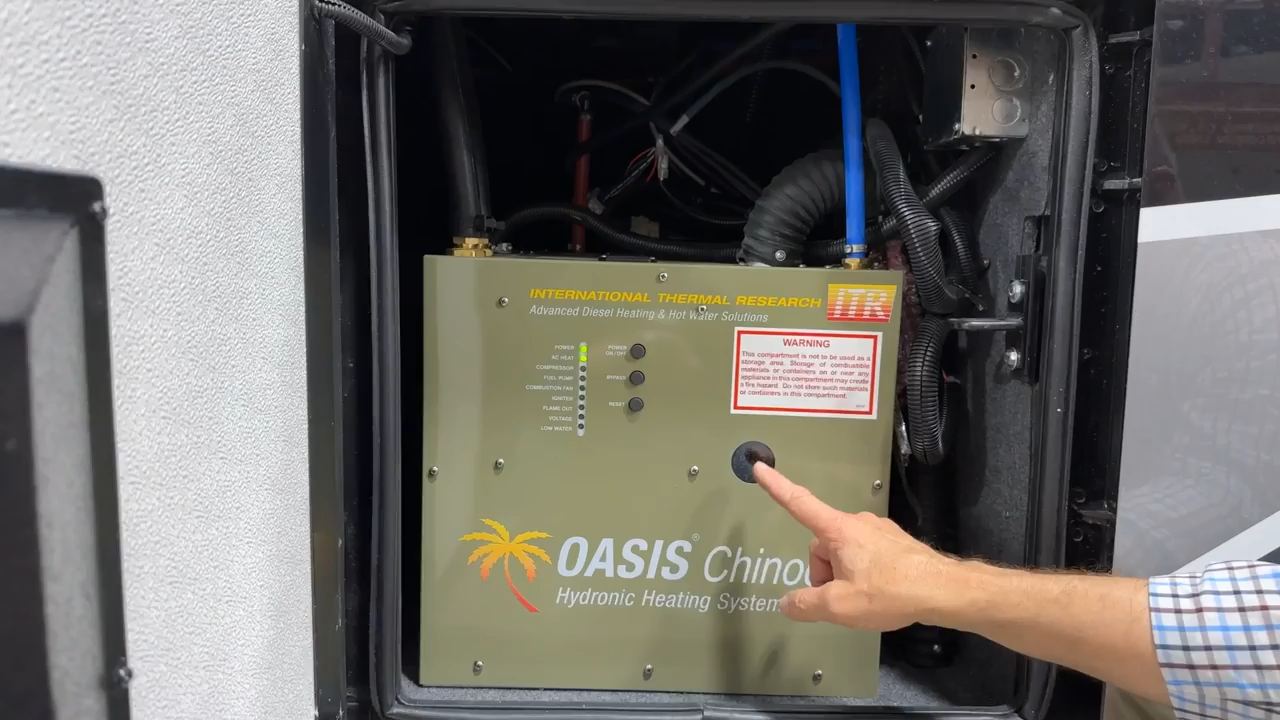 INTERNATIONAL THERMAL RESEARCH
ITR
Advanced Diesel Heating & Hot Water Solutions
POWER
AC HEAT
COMPRESSOR
FUEL PUMP
COMBUSTION FAN
IGNITER
FLAME OUT
VOLTAGE
LOW WATER
POWER
ON/OFF
BYPASS
RESET
WARNING
This compartment is not to be used as a
storage area. Storage of combustible
materials or containers on or near any
appliance in this compartment may create
a fire hazard. Do not store such materials
or containers in this compartment.
OASIS® Chinoo
Hydronic Heating System